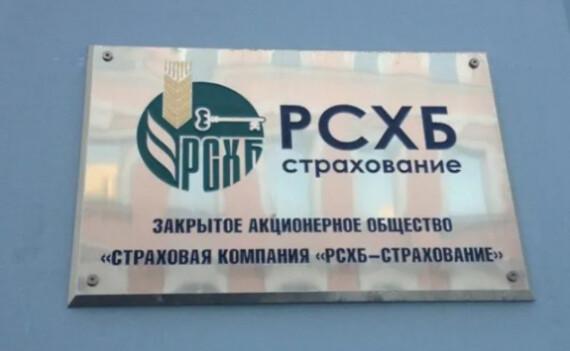 РСХБ
РСХБ
страхование
ЗАКРЫТОЕ АКЦИОНЕРНОЕ ОБЩЕСТВО
«СТРАХОВАЯ КОМПАНИЯ «РСХБ–СТРАХОВАНИЕ»